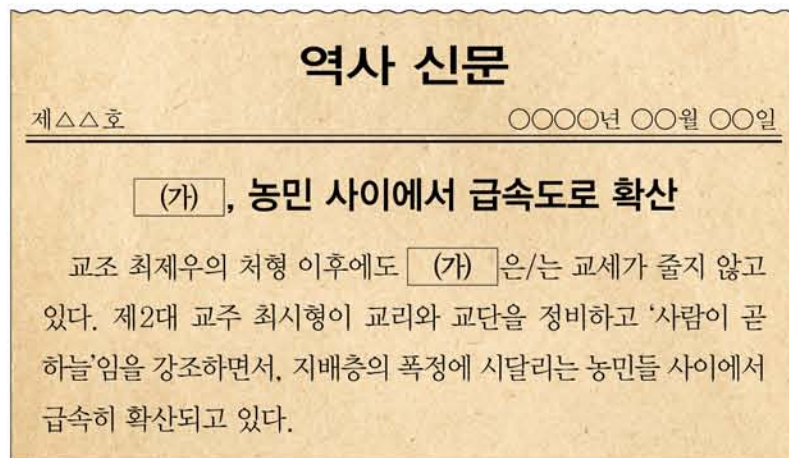 역사 신문
제△△호 ○○○○년 ○○월 ○○일
(가), 농민 사이에서 급속도로 확산
교조 최제우의 처형 이후에도 (가) 은/는 교세가 줄지 않고
있다. 제2대 교주 최시형이 교리와 교단을 정비하고 ‘사람이 곧
하늘’임을 강조하면서, 지배층의 폭정에 시달리는 농민들 사이에서
급속히 확산되고 있다.